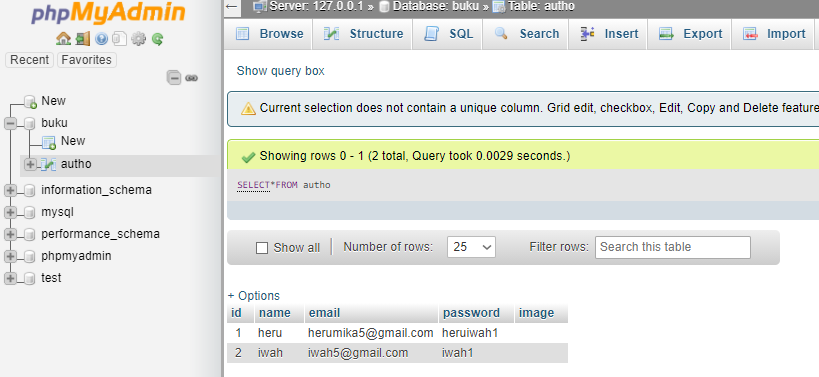 phpMyAdmin
Recent Favorites
New
buku
New
autho
information_schema
mysql
performance_schema
phpmyadmin
test
Server: 127.0.0.1 » Database: buku » Table: autho
Browse Structure SQL Search Insert Export Import
Show query box
Current selection does not contain a unique column. Grid edit, checkbox, Edit, Copy and Delete feature
Showing rows 0 - 1 (2 total, Query took 0.0029 seconds.)
SELECT*FROM autho
Show all Number of rows: 25 Filter rows: Search this table
+ Options
id name email password image
1 heru herumika5@gmail.com heruiwah1
2 iwah iwah5@gmail.com iwah1